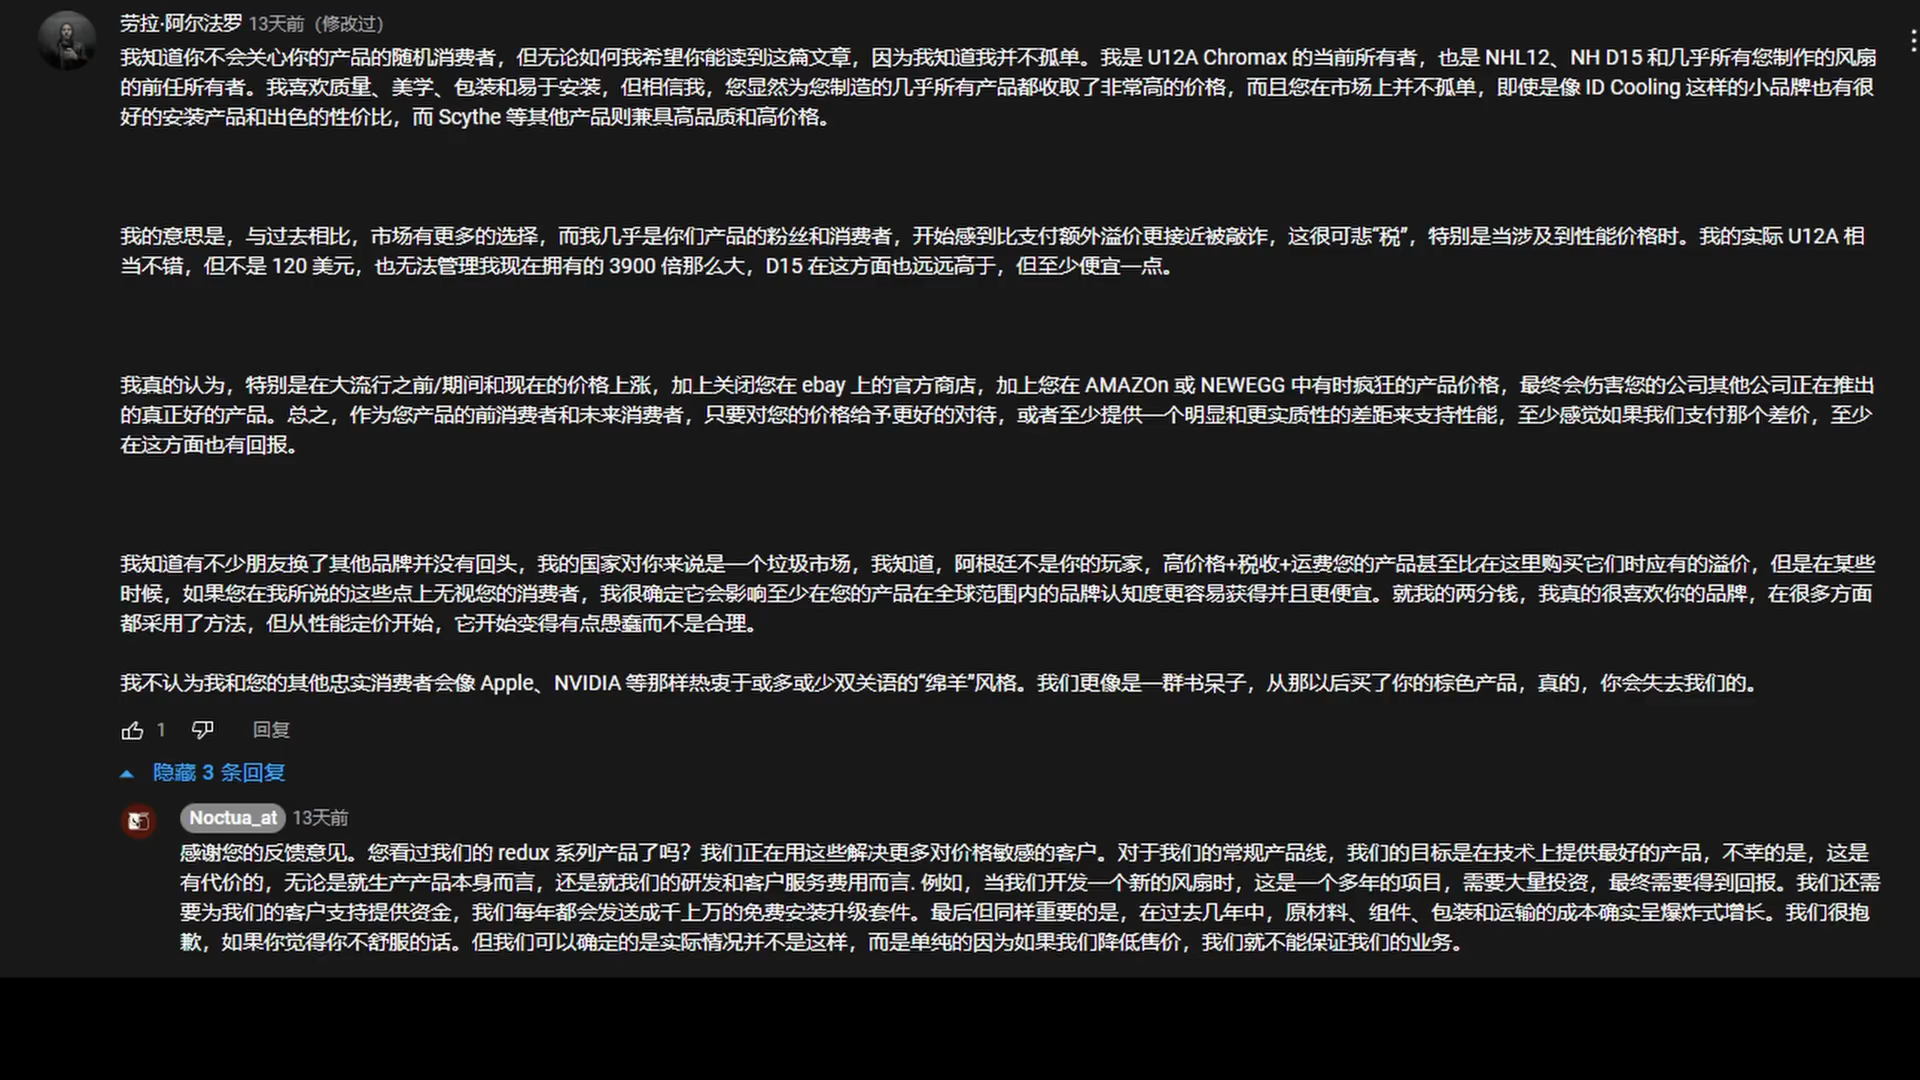 劳拉·阿尔法罗 13天前（修改过）
我知道你不会关心你的产品的随机消费者，但无论如何我希望你能读到这篇文章，因为我知道我并不孤单。我是 U12A Chromax 的当前所有者，也是 NHL12、NH D15 和几乎所有您制作的风扇
的前任所有者。我喜欢质量、美学、包装和易于安装，但相信我，您显然为您制造的几乎所有产品都收取了非常高的价格，而且您在市场上并不孤单，即使是像 ID Cooling 这样的小品牌也有很
好的安装产品和出色的性价比，而 Scythe 等其他产品则兼具高品质和高价格。
我的意思是，与过去相比，市场有更多的选择，而我几乎是你们产品的粉丝和消费者，开始感到比支付额外溢价更接近被敲诈，这很可悲“税”，特别是当涉及到性能价格时。我的实际 U12A 相
当不错，但不是 120 美元，也无法管理我现在拥有的 3900 倍那么大，D15 在这方面也远远高于，但至少便宜一点。
我真的认为，特别是在大流行之前/期间和现在的价格上涨，加上关闭您在 ebay 上的官方商店，加上您在 AMAZOn 或 NEWEGG 中有时疯狂的产品价格，最终会伤害您的公司其他公司正在推出
的真正好的产品。总之，作为您产品的前消费者和未来消费者，只要对您的价格给予更好的对待，或者至少提供一个明显和更实质性的差距来支持性能，至少感觉如果我们支付那个差价，至少
在这方面也有回报。
我知道有不少朋友换了其他品牌并没有回头，我的国家对你来说是一个垃圾市场，我知道，阿根廷不是你的玩家，高价格+税收+运费您的产品甚至比在这里购买它们时应有的溢价，但是在某些
时候，如果您在我所说的这些点上无视您的消费者，我很确定它会影响至少在您的产品在全球范围内的品牌认知度更容易获得并且更便宜。就我的两分钱，我真的很喜欢你的品牌，在很多方面
都采用了方法，但从性能定价开始，它开始变得有点愚蠢而不是合理。
我不认为我和您的其他忠实消费者会像 Apple、NVIDIA 等那样热衷于或多或少双关语的“绵羊”风格。我们更像是一群书呆子，从那以后买了你的棕色产品，真的，你会失去我们的。
1 回复
隐藏 3 条回复
Noctua_at 13天前
感谢您的反馈意见。您看过我们的 redux 系列产品了吗？我们正在用这些解决更多对价格敏感的客户。对于我们的常规产品线，我们的目标是在技术上提供最好的产品，不幸的是，这是
有代价的，无论是就生产产品本身而言，还是就我们的研发和客户服务费用而言. 例如，当我们开发一个新的风扇时，这是一个多年的项目，需要大量投资，最终需要得到回报。我们还需
要为我们的客户支持提供资金，我们每年都会发送成千上万的免费安装升级套件。最后但同样重要的是，在过去几年中，原材料、组件、包装和运输的成本确实呈爆炸式增长。我们很抱
歉，如果你觉得你不舒服的话。但我们可以确定的是实际情况并不是这样，而是单纯的因为如果我们降低售价，我们就不能保证我们的业务。